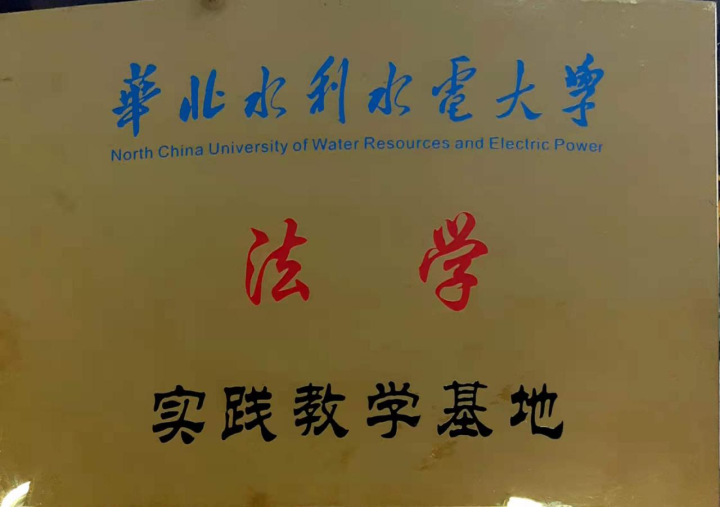 華北水利水電大學
North China University of Water Resources and Electric Power
法学
实践教学基地